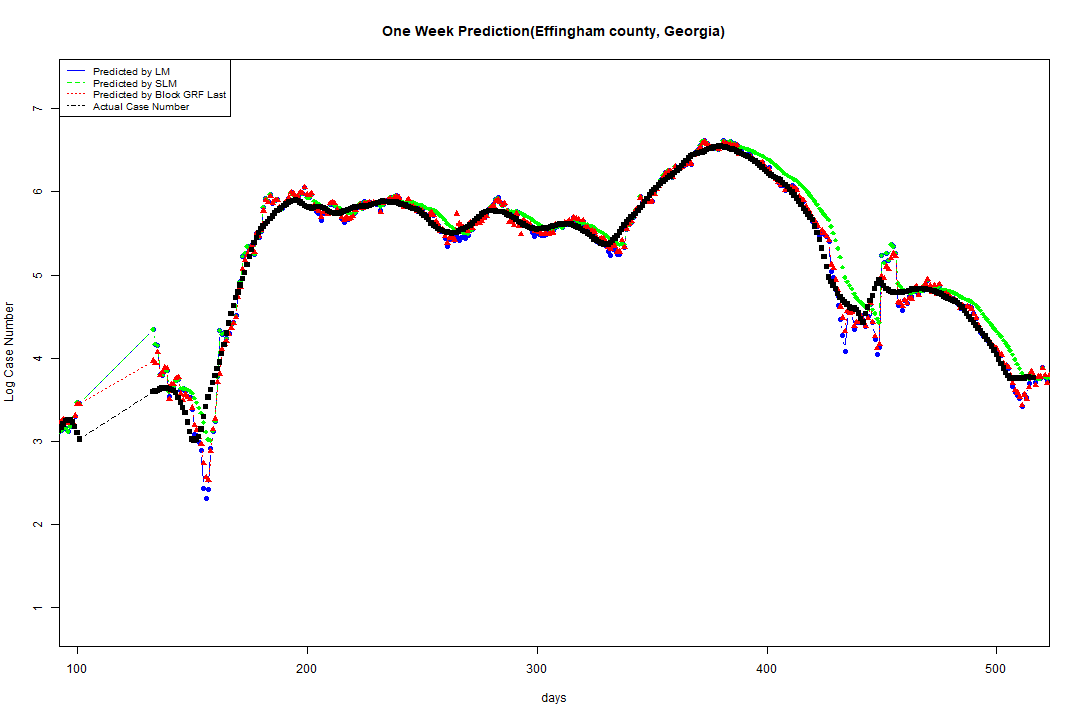 One Week Prediction(Effingham county, Georgia)
Predicted by LM
Predicted by SLM
Predicted by Block GRF Last
Actual Case Number
Log Case Number
7
6
5
4
3
2
1
100 200 300 400 500
days